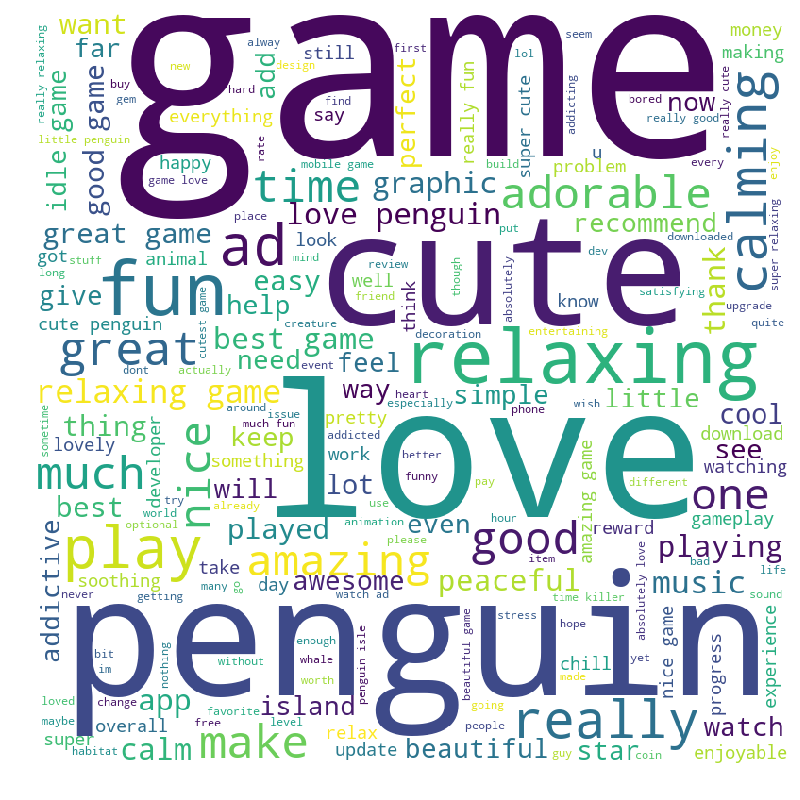 game
want
far
add
still
alway
first
lol
seem
money
making
really relaxing
new
design
buy
gem
hard
find
everything
say
perfect
really fun
super cute
addicting
bored
now
really good
really cute
every
enjoy
little penguin
idle game
good game
happy
game love
rate
mobile game
build
u
problem
calming
time
graphic
adorable
place
love penguin
put
recommend
great game
ad
look
cute
dev
downloaded
super relaxing
got
stuff
animal
mind
review
though
absolutely
thank
long
give
fun
easy
well
friend
think
know
satisfying
upgrade
cute penguin
cutest game
help
creature
decoration
entertaining
quite
great
best game
relaxing
dont
actually
need
event
feel
relaxing game
way
heart
especially
simple
wish
phone
little
cool
around
issue
much fun
love
sometime
thing
lovely
developer
nice
keep
pretty
addicted
download
see
something
work
better
watching
much
try
world
will
lot
funny
amazing game
different
already
use
pay
one
best
optional
played
animation
even
hour
please
good
reward
gameplay
addictive
play
amazing
item
bad
playing
soothing
take
day
awesome
peaceful
time killer
absolutely love
music
life
sound
never
many
go
getting
watch ad
penguin
stress
hope
bit
im
nothing
without
enough
whale
worth
penguin isle
beautiful game
chill
yet
nice game
progress
experience
loved
change
app
island
going
made
really
maybe
overall
free
favorite
level
people
watch
super
habitat
calm
make
relax
update
beautiful
guy
star
coin
enjoyable